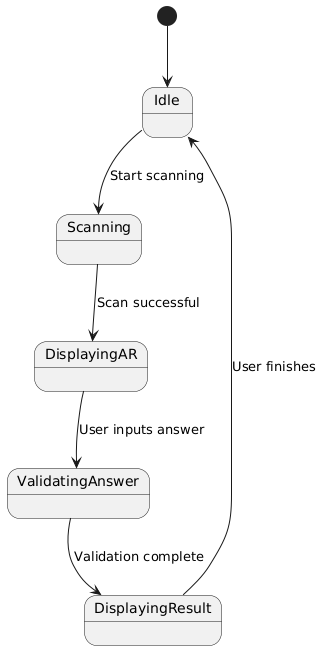 Idle
Start scanning
Scanning
Scan successful
DisplayingAR
User inputs answer
ValidatingAnswer
Validation complete
DisplayingResult
User finishes